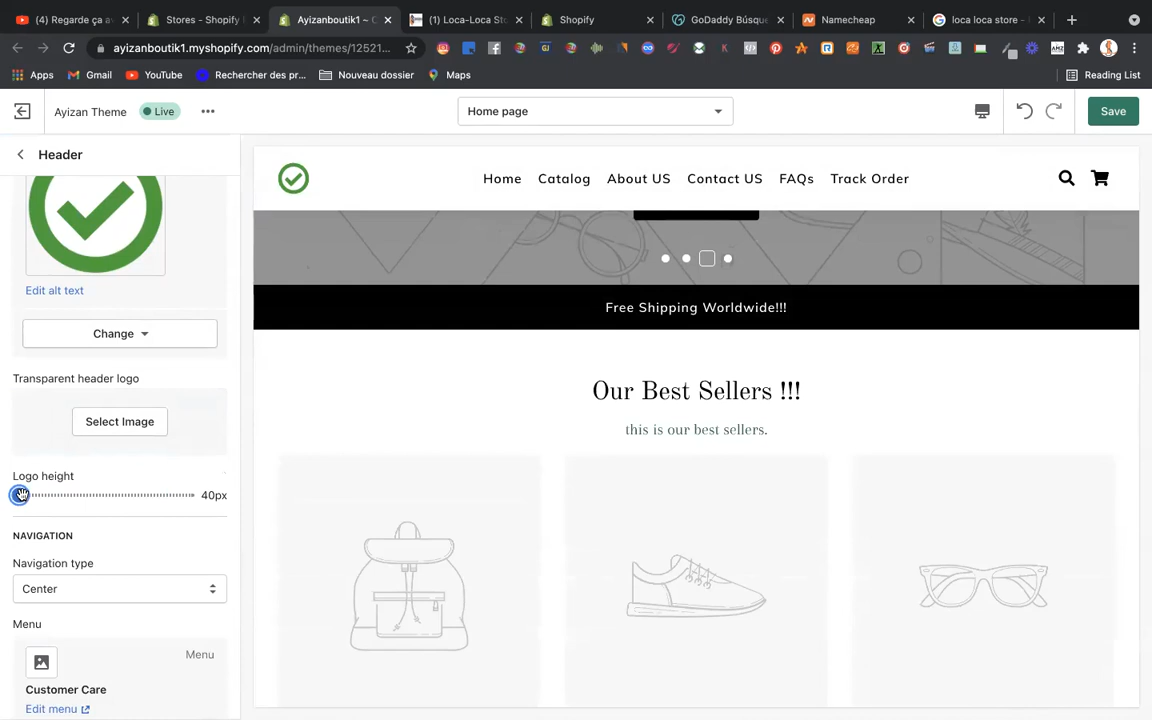 (4) Regarde ça av
Stores - Shopify
Ayizanboutik1 ~ C
(1) Loca-Loca St
Shopify
GoDaddy Búsque
Namecheap
loca loca store -
ayizanboutik1.myshopify.com/admin/themes/12521...
Apps
Gmail
YouTube
Rechercher des pr...
Nouveau dossier
Maps
Reading List
Ayizan Theme
Live
Home page
Save
Header
Edit alt text
Change
Transparent header logo
Select Image
Logo height
40px
NAVIGATION
Navigation type
Center
Menu
Menu
Customer Care
Edit menu
Home Catalog About US Contact US FAQs Track Order
Free Shipping Worldwide!!!
Our Best Sellers !!!
this is our best sellers.